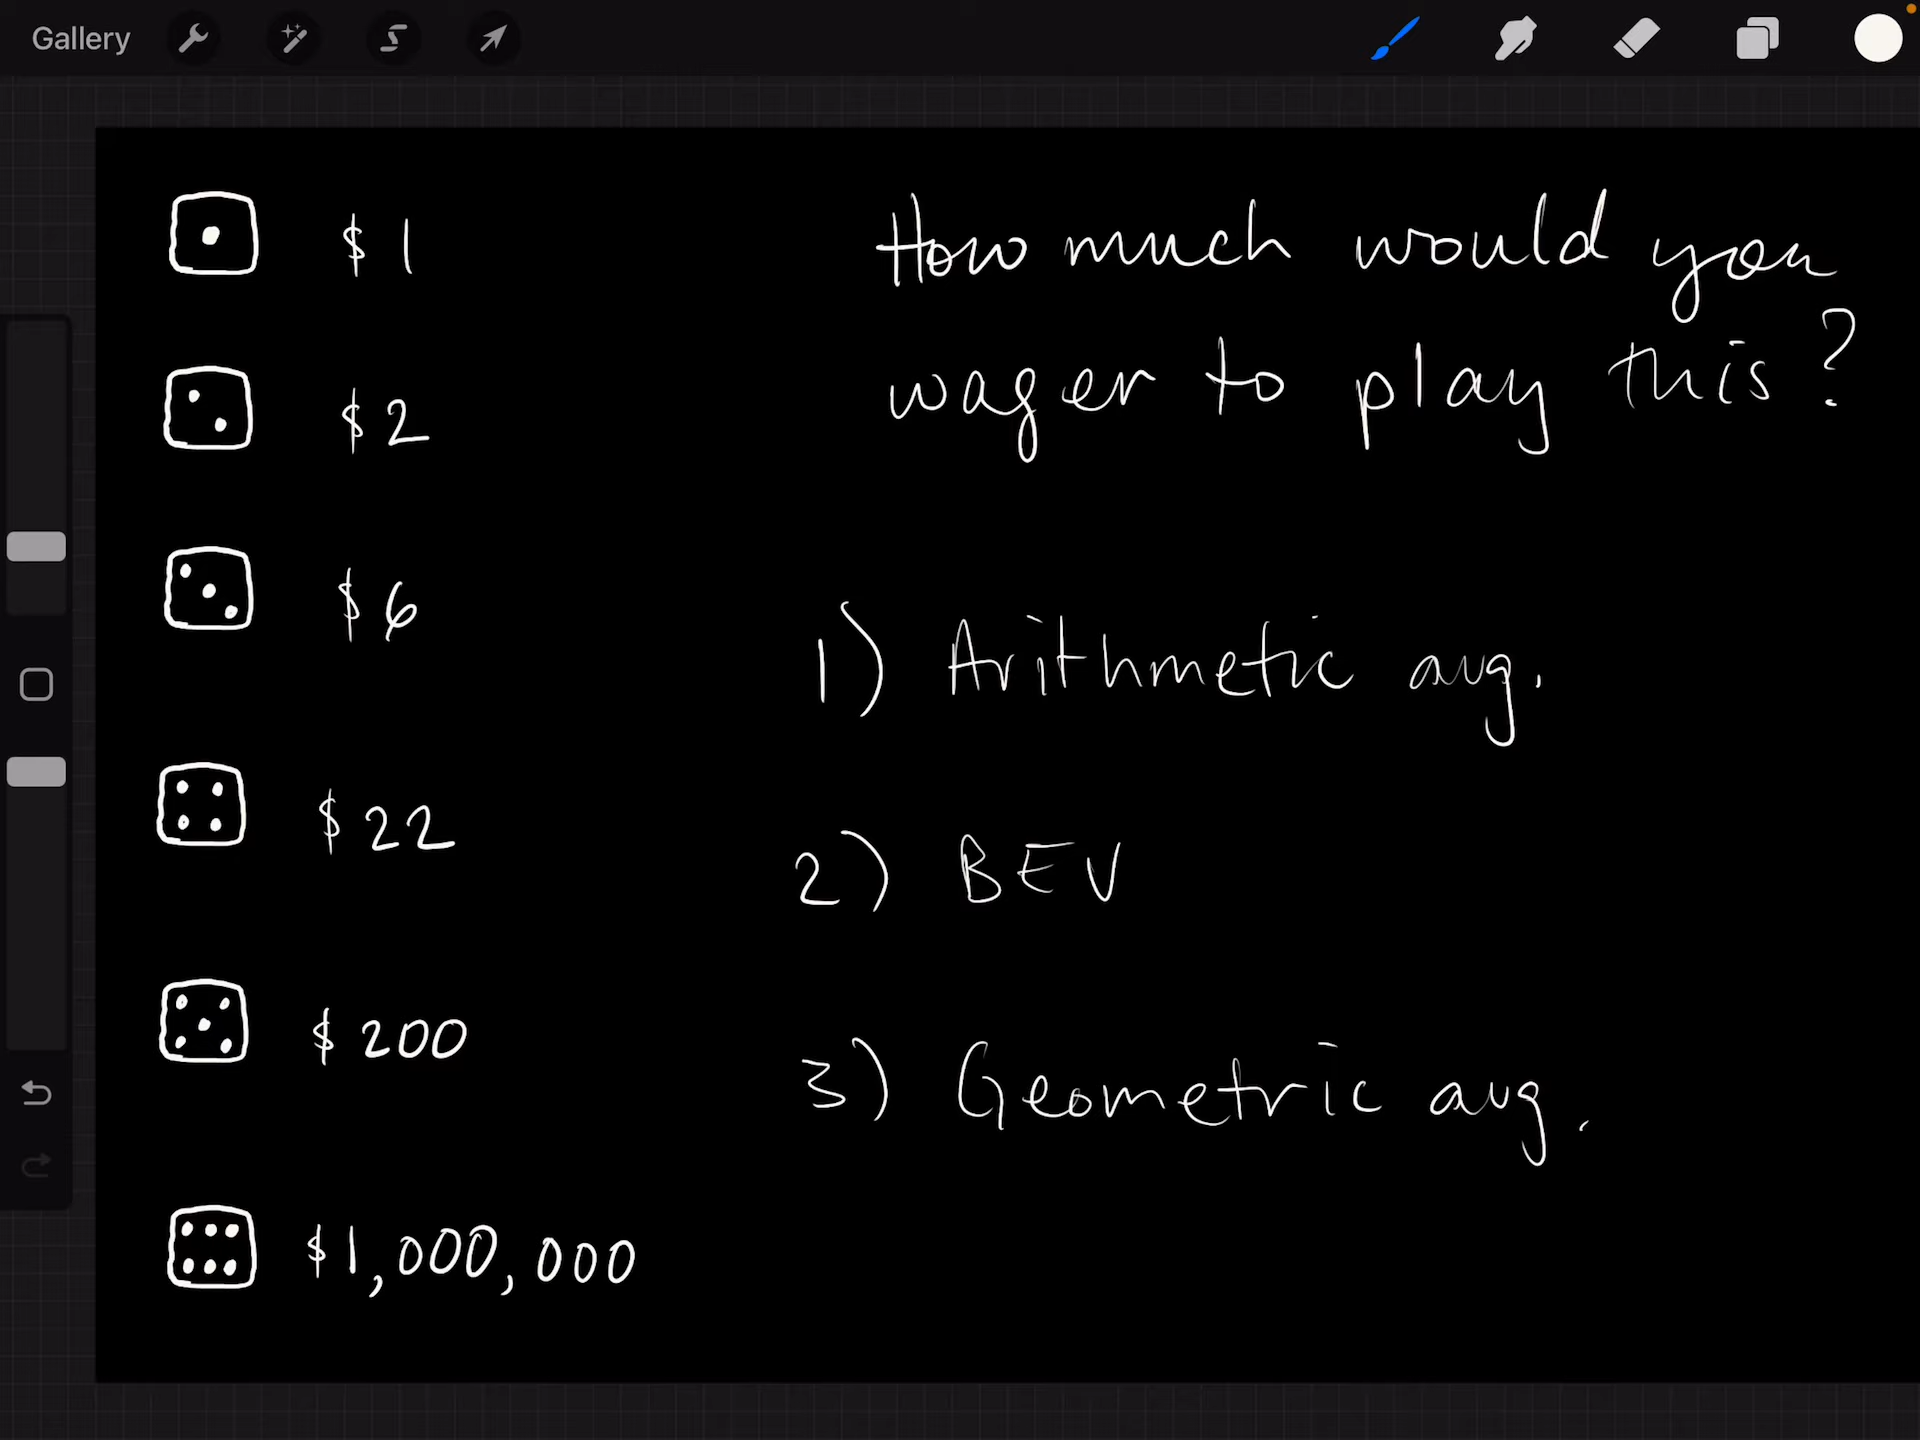 Gallery
$ 1
How much would you
wager to play this?
$ 2
$ 6
1) Arithmetic avg.
$ 22
2) BEV
$ 200
3) Geometric avg.
$ 1,000,000